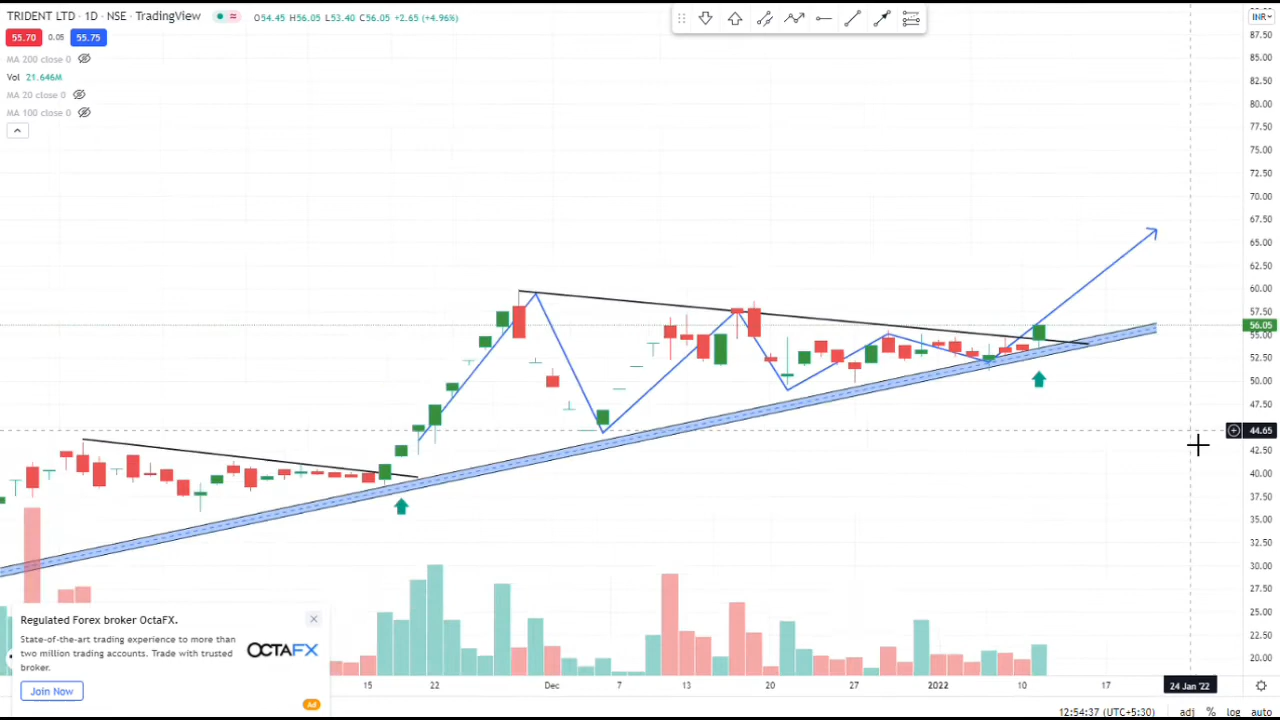 TRIDENT LTD · 1D · NSE · TradingView
O54.45 H56.05 L53.40 C56.05 +2.65 (+4.96%)
55.70 0.05 55.75
MA 200 close 0
Vol 21.646M
MA 20 close 0
MA 100 close 0
INR
87.50
85.00
82.50
80.00
77.50
75.00
72.50
70.00
67.50
65.00
62.50
60.00
57.50
56.05
55.00
52.50
50.00
47.50
44.65
42.50
40.00
37.50
35.00
32.50
30.00
27.50
25.00
22.50
20.00
Regulated Forex broker OctaFX.
State-of-the-art trading experience to more than
two million trading accounts. Trade with trusted
broker.
OCTAFX
Join Now
Ad
15 22 Dec 7 13 20 27 2022 10 17 24 Jan '22
12:54:37 (UTC+5:30) adj % log auto